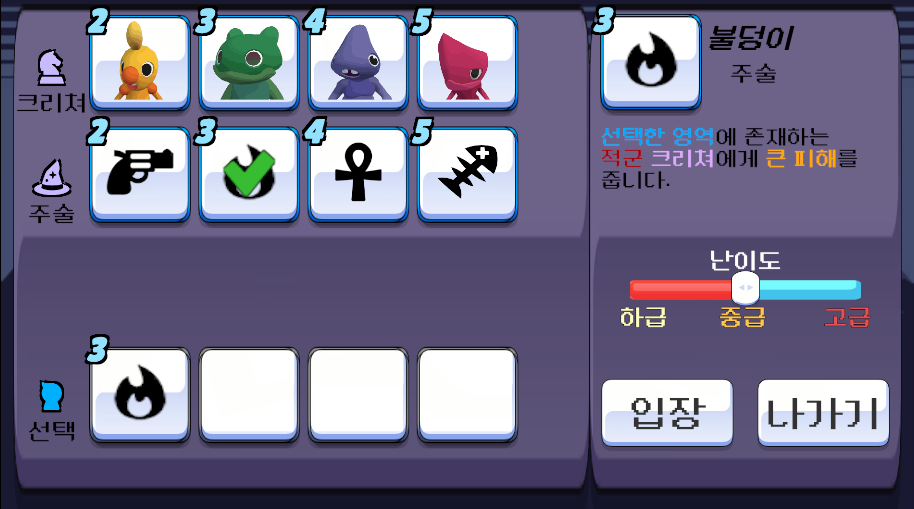 2 3 4 5
크리쳐
2 3 4 5
주술
3
선택
3
불덩이
주술
선택한 영역에 존재하는
적군 크리쳐에게 큰 피해를
줍니다.
난이도
하급 중급 고급
입장 나가기